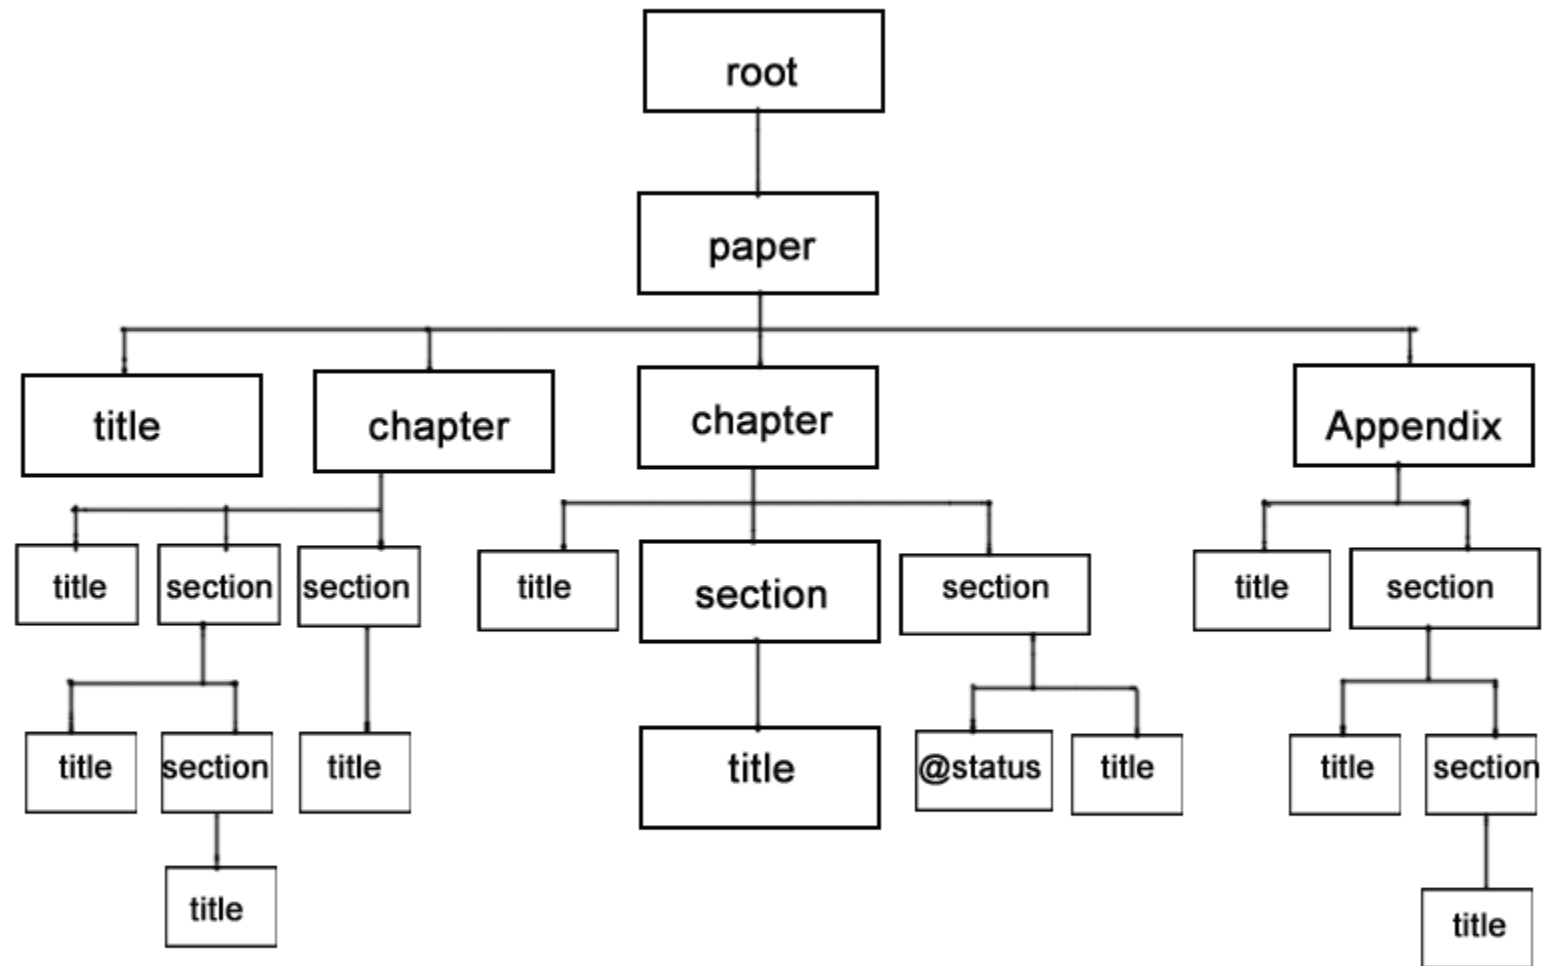 root
paper
title
chapter
chapter
Appendix
title
section
section
title
section
section
title
section
title
section
title
title
@status
title
title
section
title
title